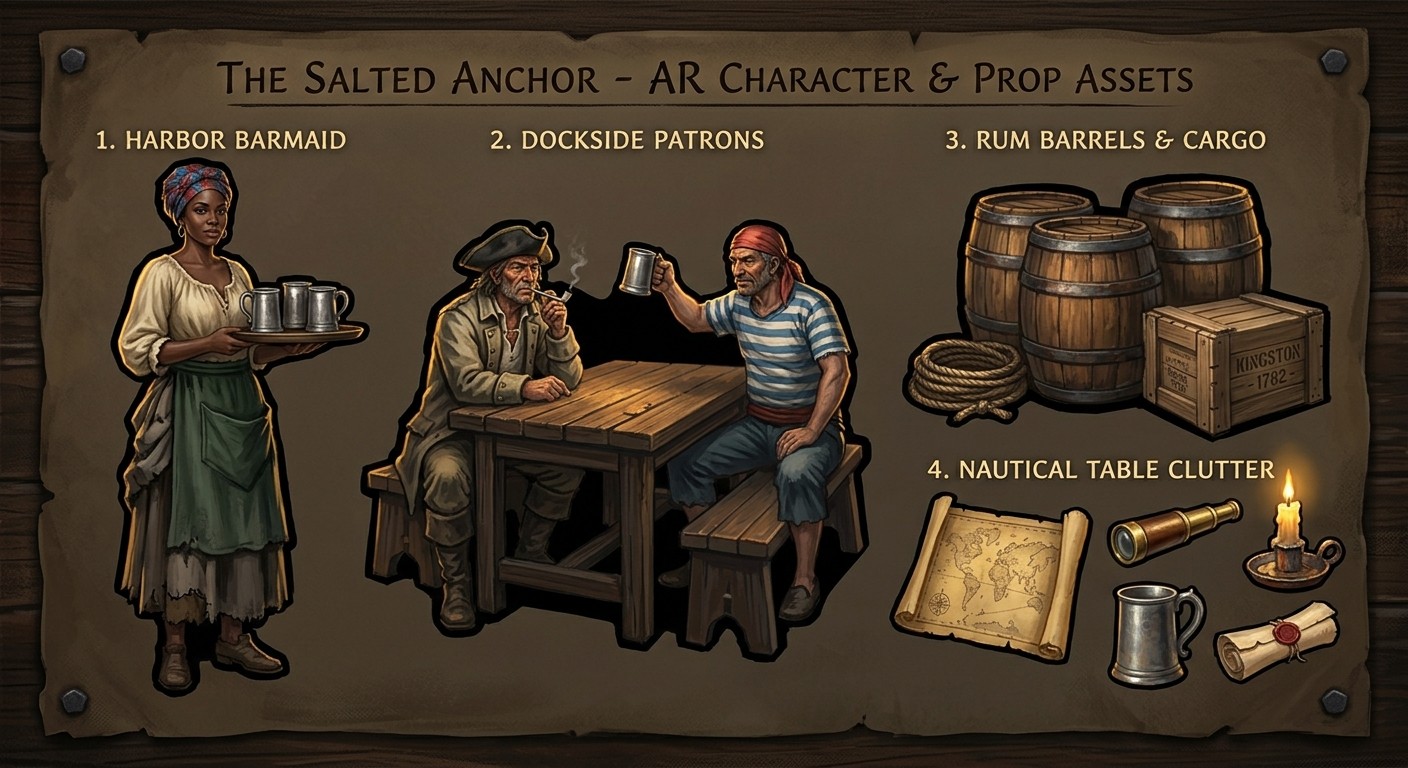 THE SALTED ANCHOR - AR CHARACTER & PROP ASSETS
1. HARBOR BARMAID
2. DOCKSIDE PATRONS
3. RUM BARRELS & CARGO
KINGSTON
- 1782 -
4. NAUTICAL TABLE CLUTTER